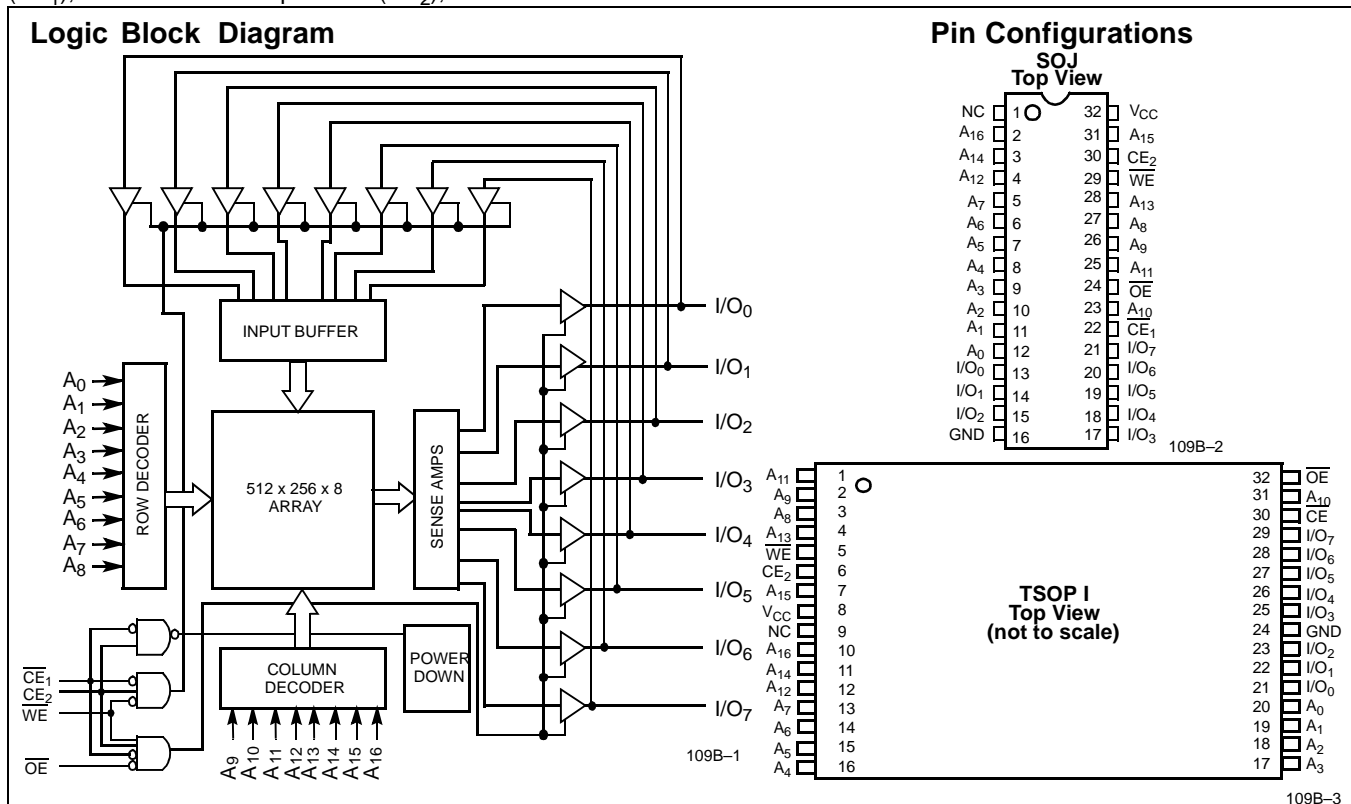 Logic Block Diagram
INPUT BUFFER
A0
A1
A2
A3
A4
A5
A6
A7
A8
ROW DECODER
512 x 256 x 8
ARRAY
SENSE AMPS
COLUMN
DECODER
POWER
DOWN
C̅E̅1
CE2
W̅E̅
O̅E̅
A9
A10
A11
A12
A13
A14
A15
A16
I/O0
I/O1
I/O2
I/O3
I/O4
I/O5
I/O6
I/O7
109B–1
Pin Configurations
SOJ
Top View
NC 1 32 VCC
A16 2 31 A15
A14 3 30 CE2
A12 4 29 W̅E̅
A7 5 28 A13
A6 6 27 A8
A5 7 26 A9
A4 8 25 A11
A3 9 24 O̅E̅
A2 10 23 A10
A1 11 22 C̅E̅1
A0 12 21 I/O7
I/O0 13 20 I/O6
I/O1 14 19 I/O5
I/O2 15 18 I/O4
GND 16 17 I/O3
109B–2
TSOP I
Top View
(not to scale)
A11 1 32 O̅E̅
A9 2 31 A10
A8 3 30 C̅E̅
A13 4 29 I/O7
W̅E̅ 5 28 I/O6
CE2 6 27 I/O5
A15 7 26 I/O4
VCC 8 25 I/O3
NC 9 24 GND
A16 10 23 I/O2
A14 11 22 I/O1
A12 12 21 I/O0
A7 13 20 A0
A6 14 19 A1
A5 15 18 A2
A4 16 17 A3
109B–3